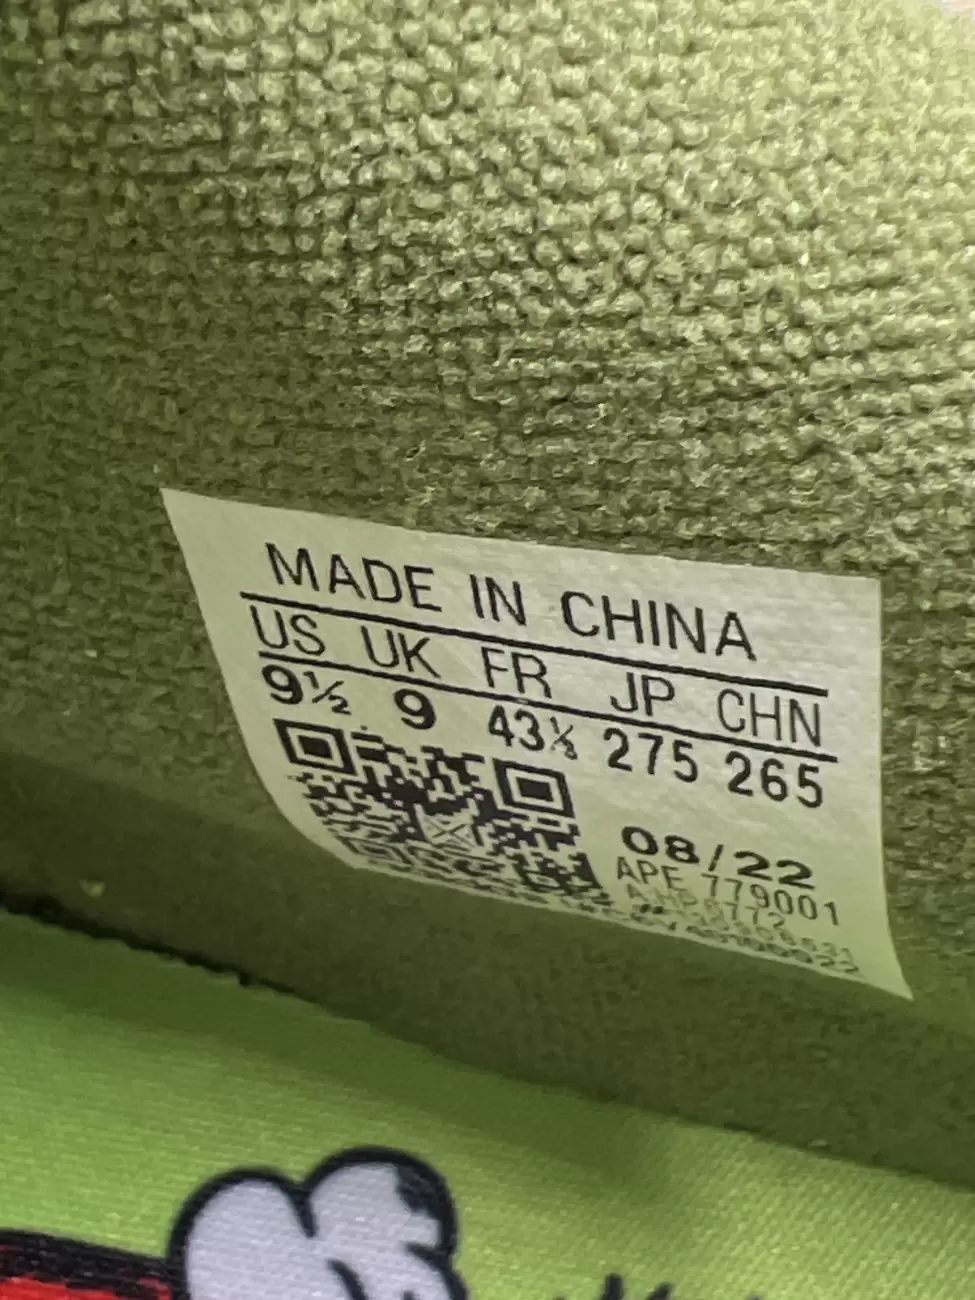 MADE IN CHINA
US UK FR JP CHN
9½ 9 43⅓ 275 265
08/22
APE 779001